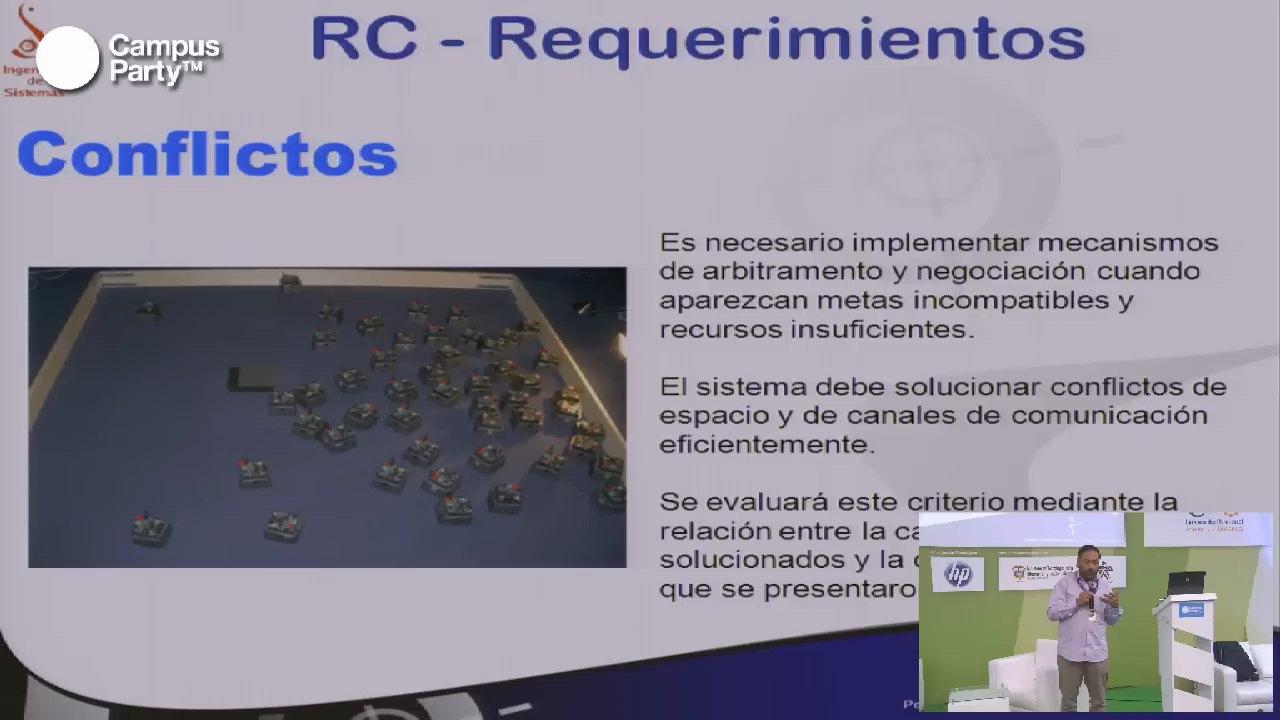 RC - Requerimientos
Campus
Party™
de
Sistemas
Conflictos
Es necesario implementar mecanismos
de arbitramento y negociación cuando
aparezcan metas incompatibles y
recursos insuficientes.
El sistema debe solucionar conflictos de
espacio y de canales de comunicación
eficientemente.
Se evaluará este criterio mediante la
relación entre la ca
solucionados y la
que se presentaro
hp